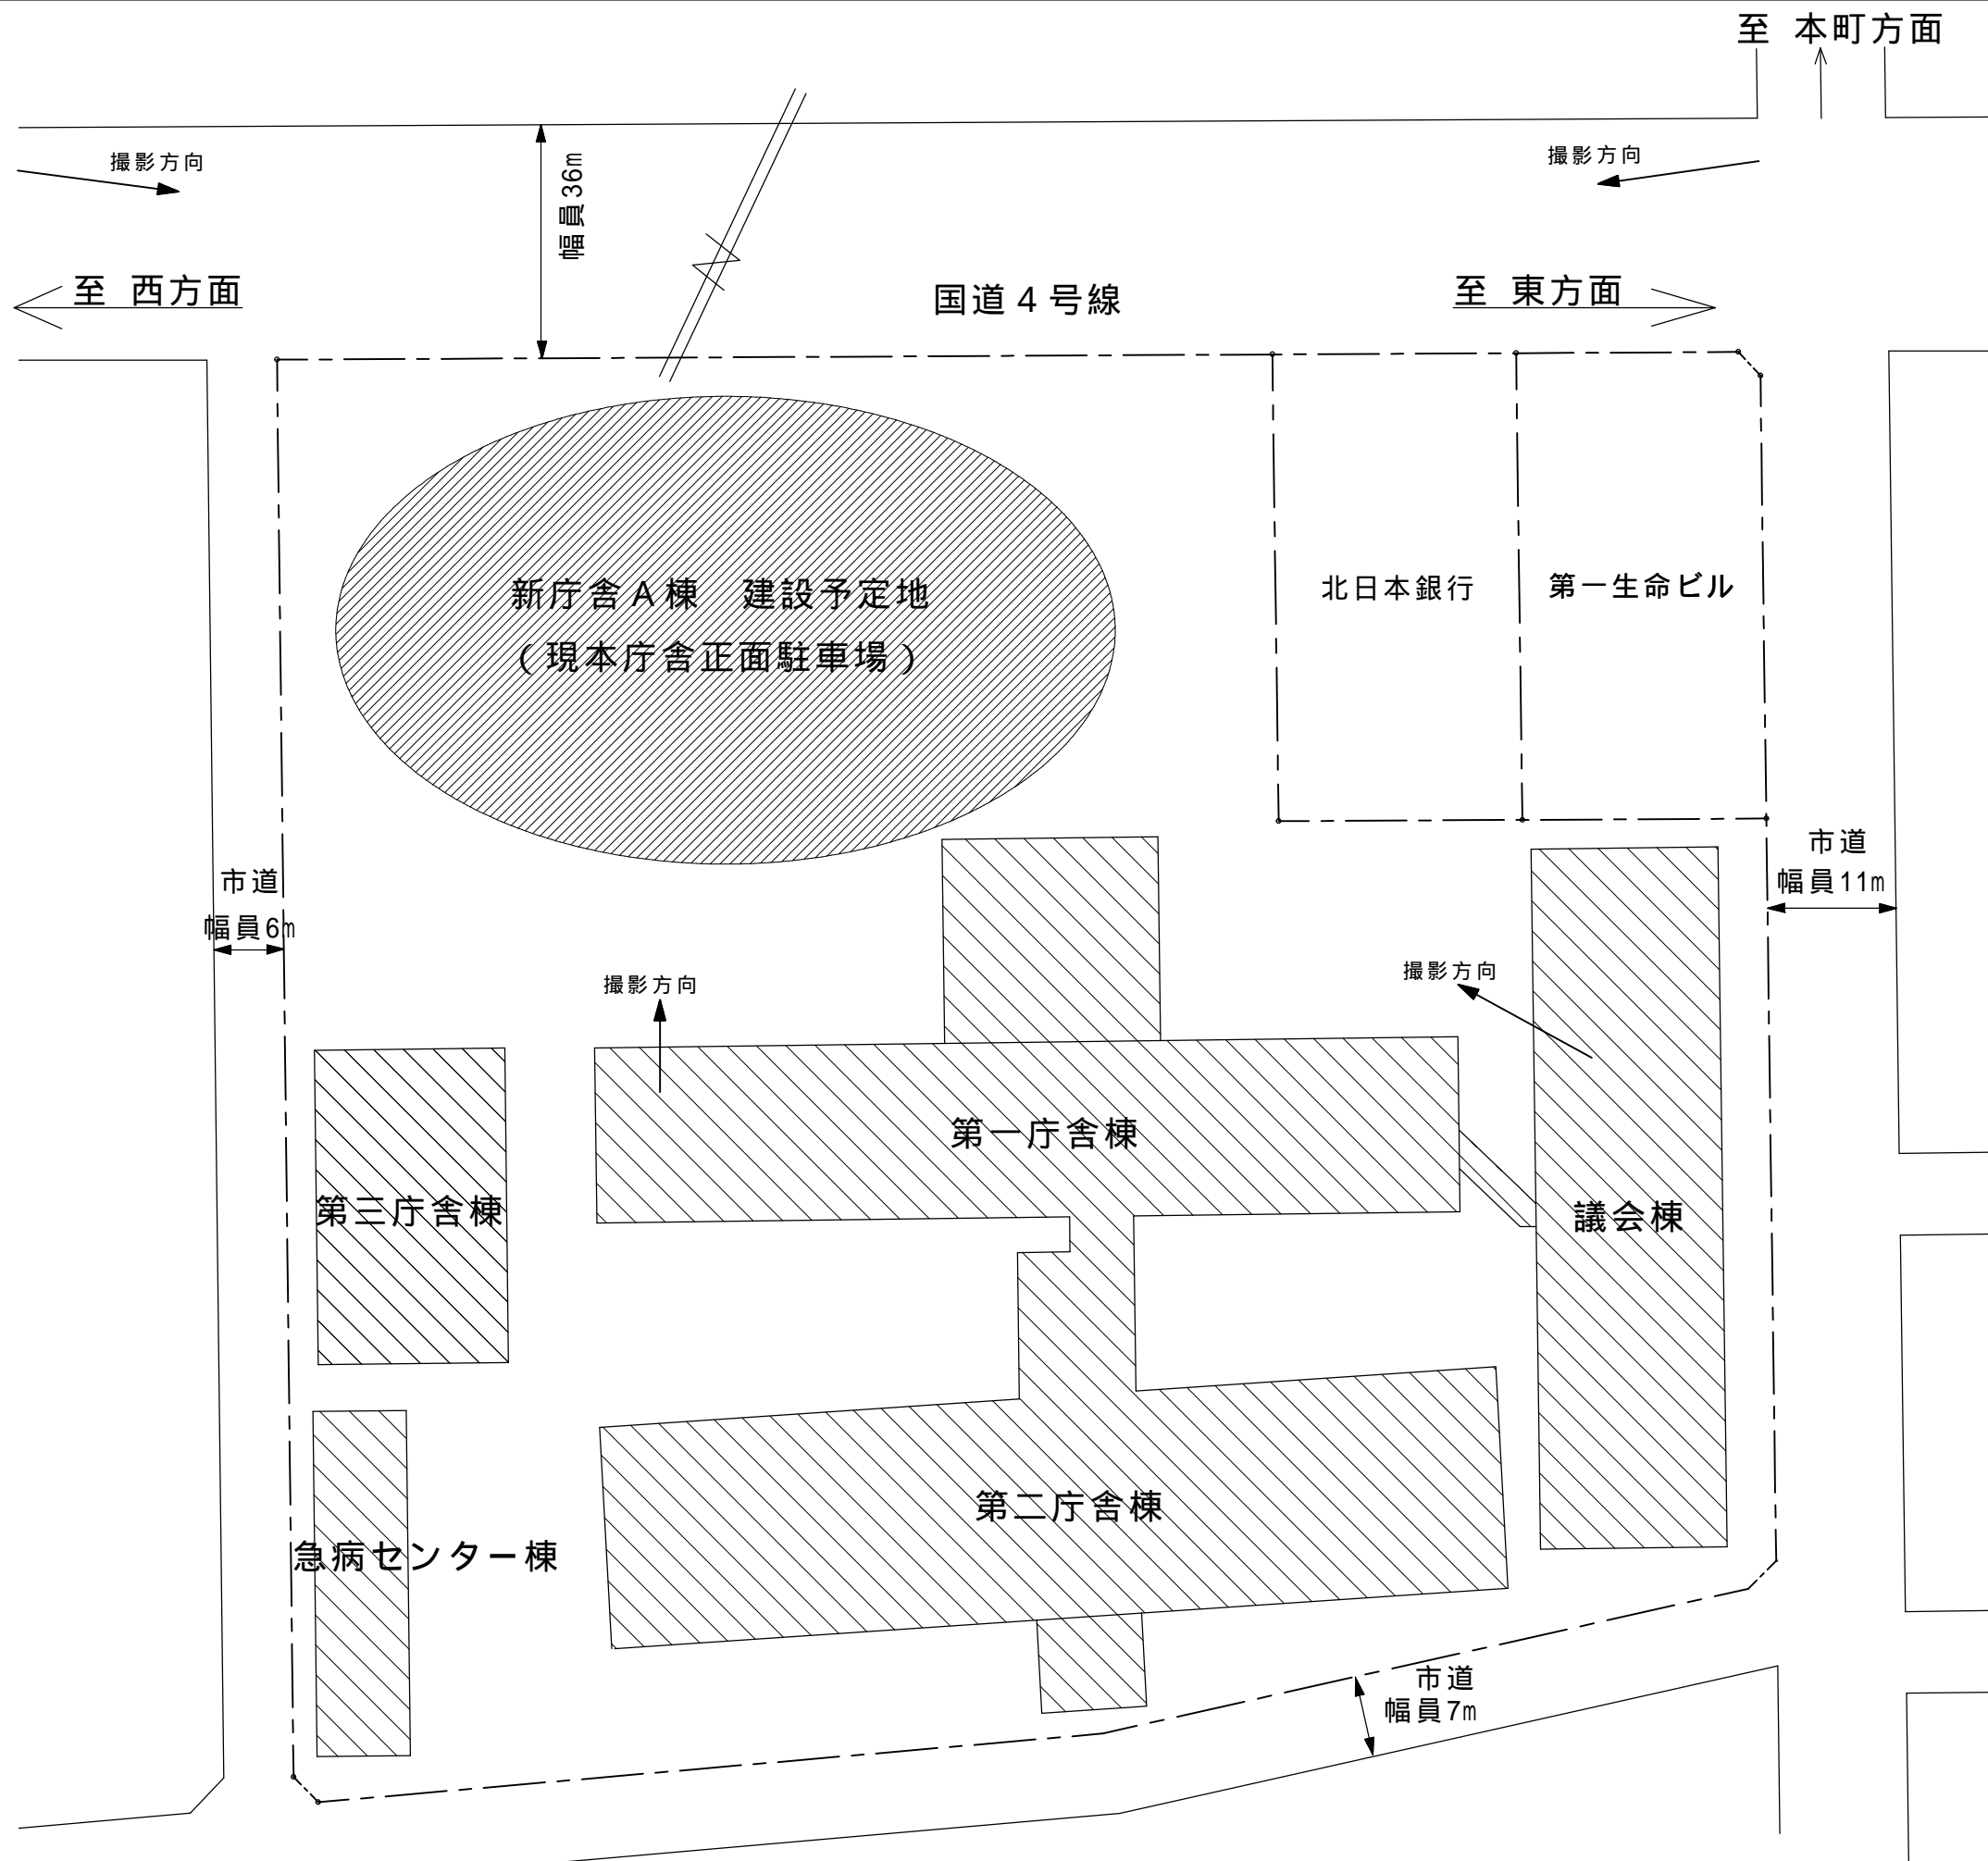 至 本町方面
撮影方向
撮影方向
幅員36m
至 西方面
国道４号線
至 東方面
新庁舎Ａ棟　建設予定地
（現本庁舎正面駐車場）
北日本銀行
第一生命ビル
市道
幅員11m
市道
幅員6m
撮影方向
撮影方向
第一庁舎棟
第三庁舎棟
議会棟
第二庁舎棟
急病センター棟
市道
幅員7m